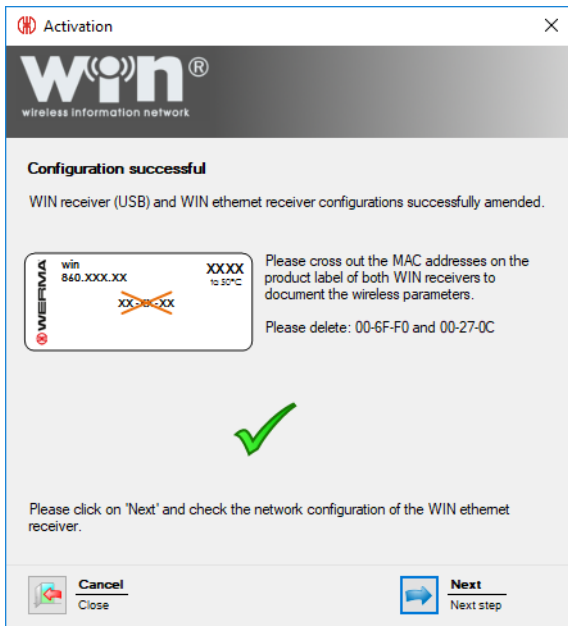 Activation
win®
wireless information network
Configuration successful
WIN receiver (USB) and WIN ethernet receiver configurations successfully amended.
WERMA
win
860.XXX.XX
XXXX
to 50°C
XX-XX-XX
Please cross out the MAC addresses on the
product label of both WIN receivers to
document the wireless parameters.
Please delete: 00-6F-F0 and 00-27-0C
Please click on 'Next' and check the network configuration of the WIN ethernet
receiver.
Cancel
Close
Next
Next step